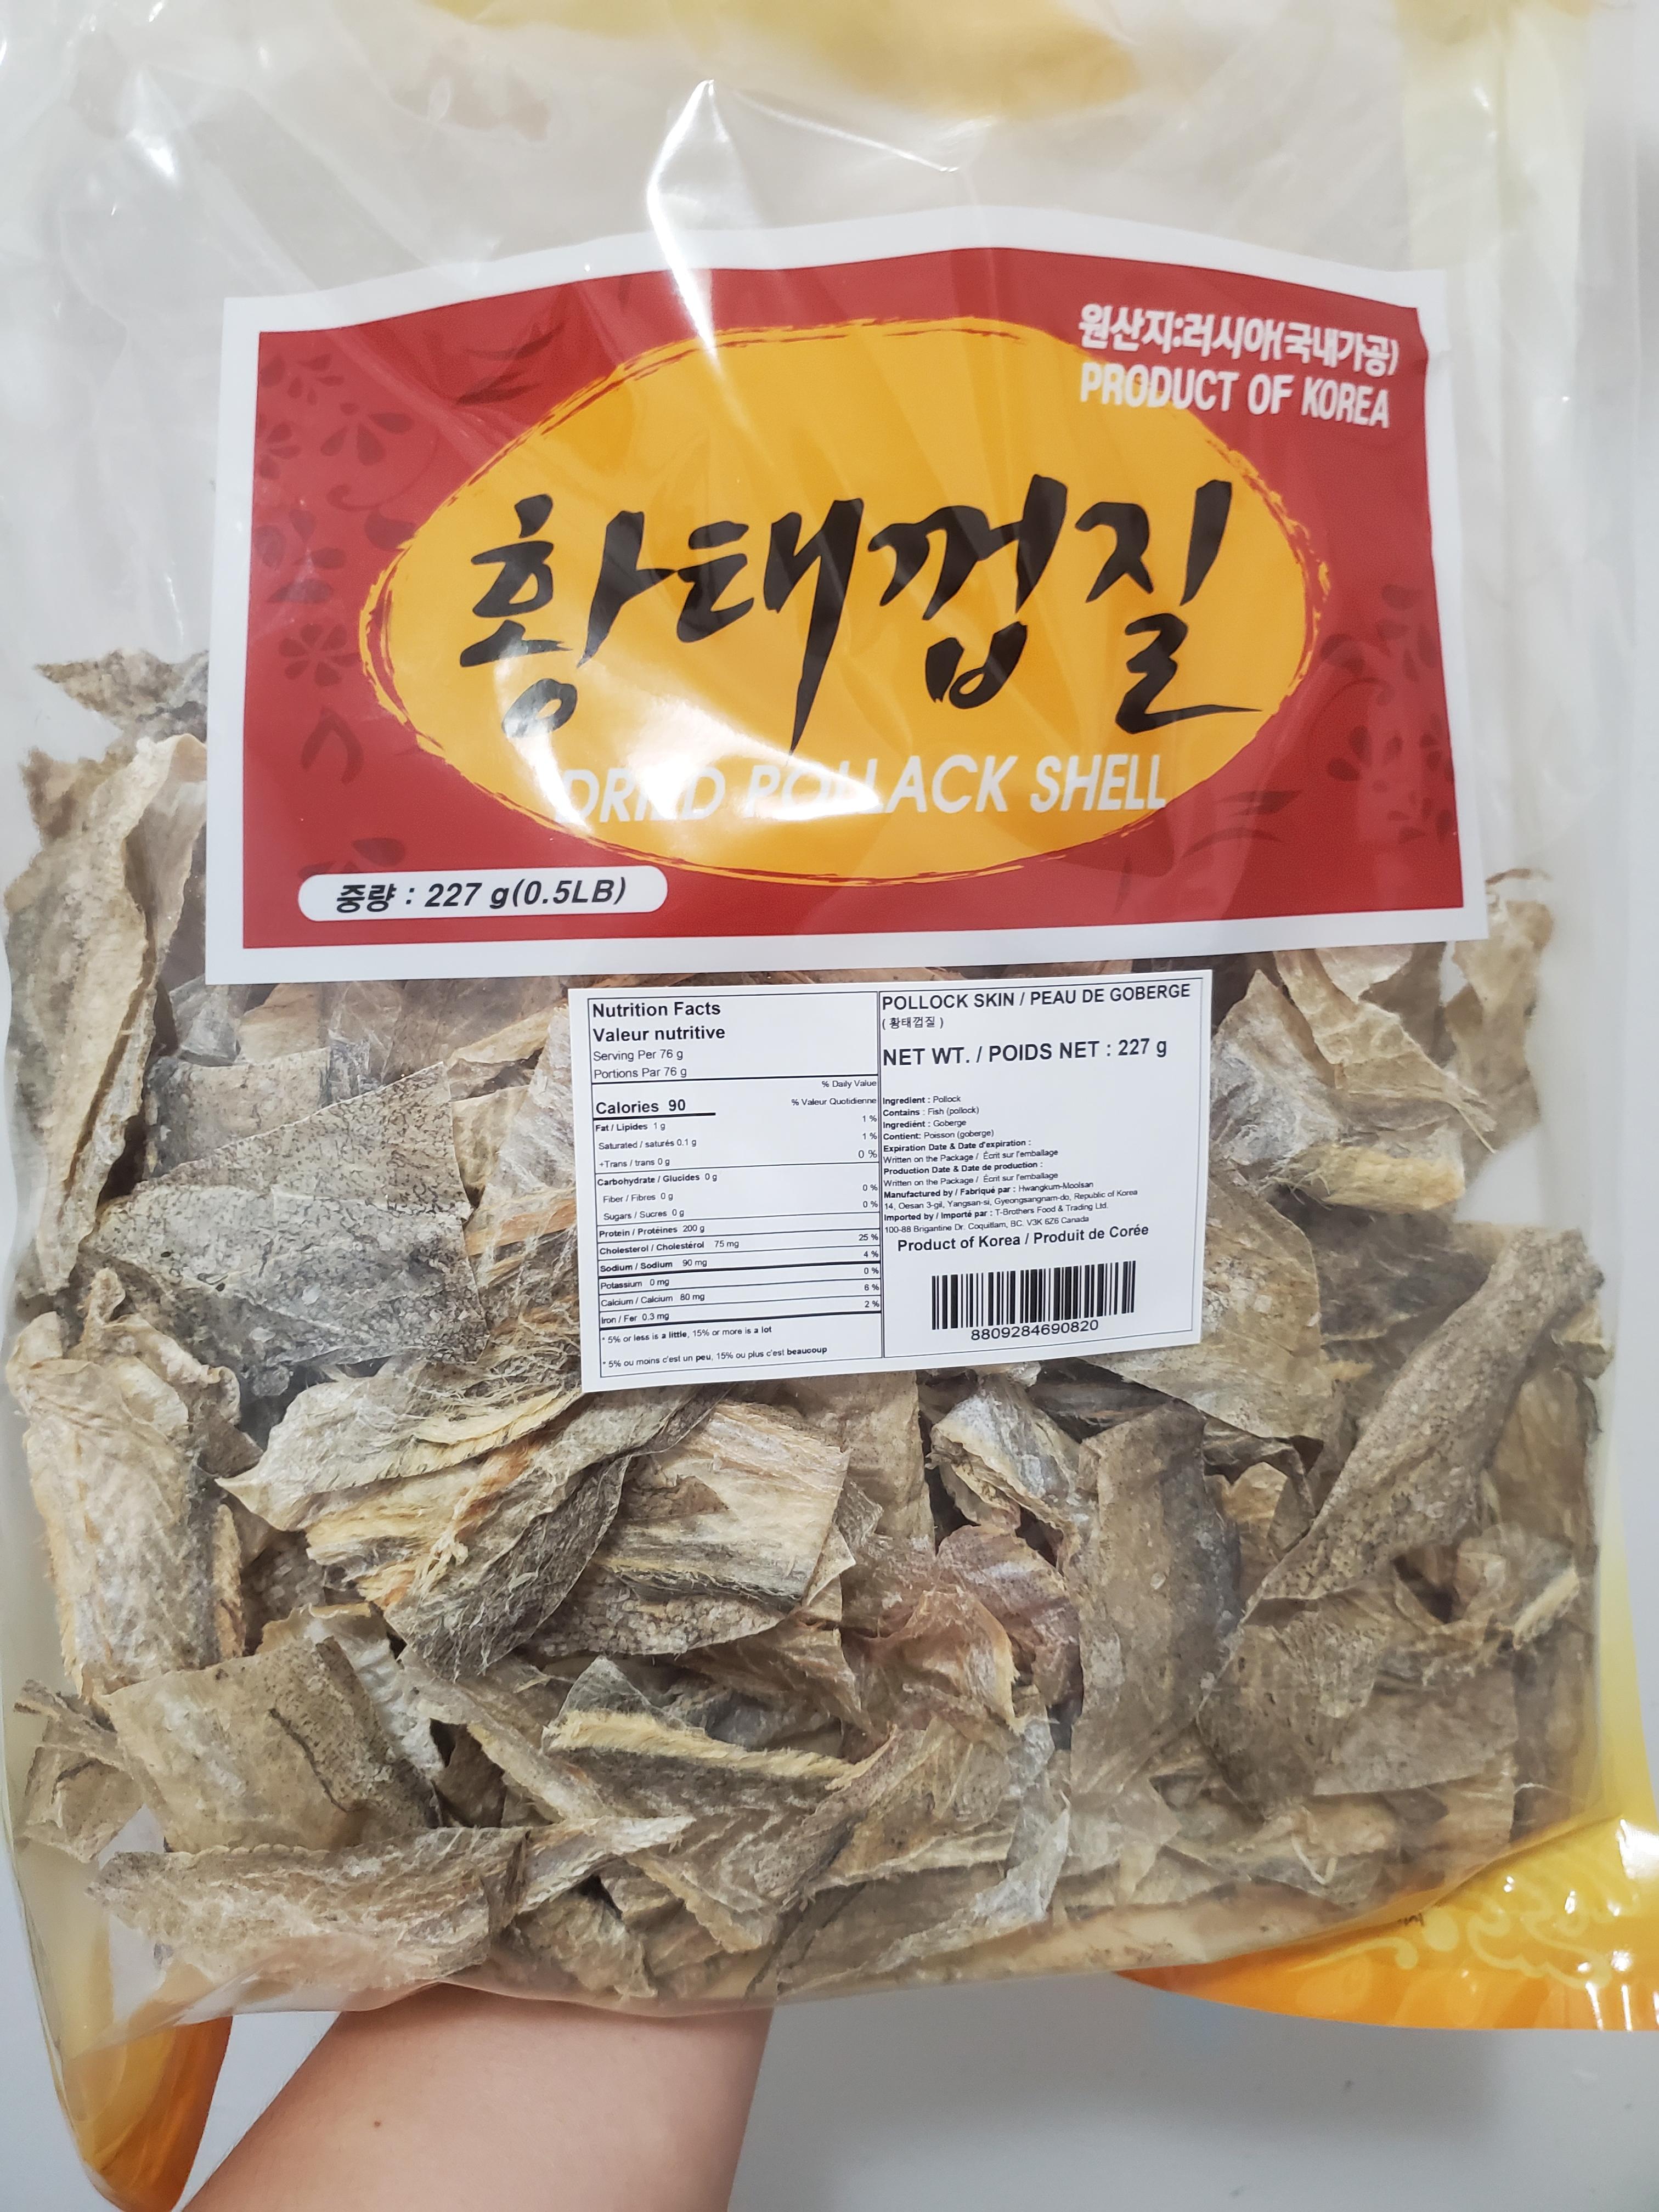 원산지:러시아(국내가공)
PRODUCT OF KOREA
황태껍질
DRIED POLLACK SHELL
중량 : 227 g(0.5LB)
Nutrition Facts
Valeur nutritive
Serving Per 76 g
Portions Par 76 g
% Daily Value
Calories 90
% Valeur Quotidienne
Fat / Lipides 1 g 1 %
Saturated / saturés 0.1 g 1 %
+Trans / trans 0 g 0 %
Carbohydrate / Glucides 0 g
Fiber / Fibres 0 g 0 %
Sugars / Sucres 0 g 0 %
Protein / Protéines 200 g
Cholesterol / Cholestérol 75 mg 25 %
Sodium / Sodium 90 mg 4 %
Potassium 0 mg 0 %
Calcium / Calcium 80 mg 6 %
Iron / Fer 0.3 mg 2 %
* 5% or less is a little, 15% or more is a lot
* 5% ou moins c'est un peu, 15% ou plus c'est beaucoup
POLLOCK SKIN / PEAU DE GOBERGE
( 황태껍질 )
NET WT. / POIDS NET : 227 g
Ingredient : Pollock
Contains : Fish (pollock)
Ingrediént : Goberge
Contient: Poisson (goberge)
Expiration Date & Date d'expiration :
Written on the Package / Écrit sur l'emballage
Production Date & Date de production :
Written on the Package / Écrit sur l'emballage
Manufactured by / Fabriqué par : Hwangkum-Moolsan
14, Oesan 3-gil, Yangsan-si, Gyeongsangnam-do, Republic of Korea
Imported by / Importé par : T-Brothers Food & Trading Ltd.
100-88 Brigantine Dr. Coquitlam, BC. V3K 6Z6 Canada
Product of Korea / Produit de Corée
8809284690820